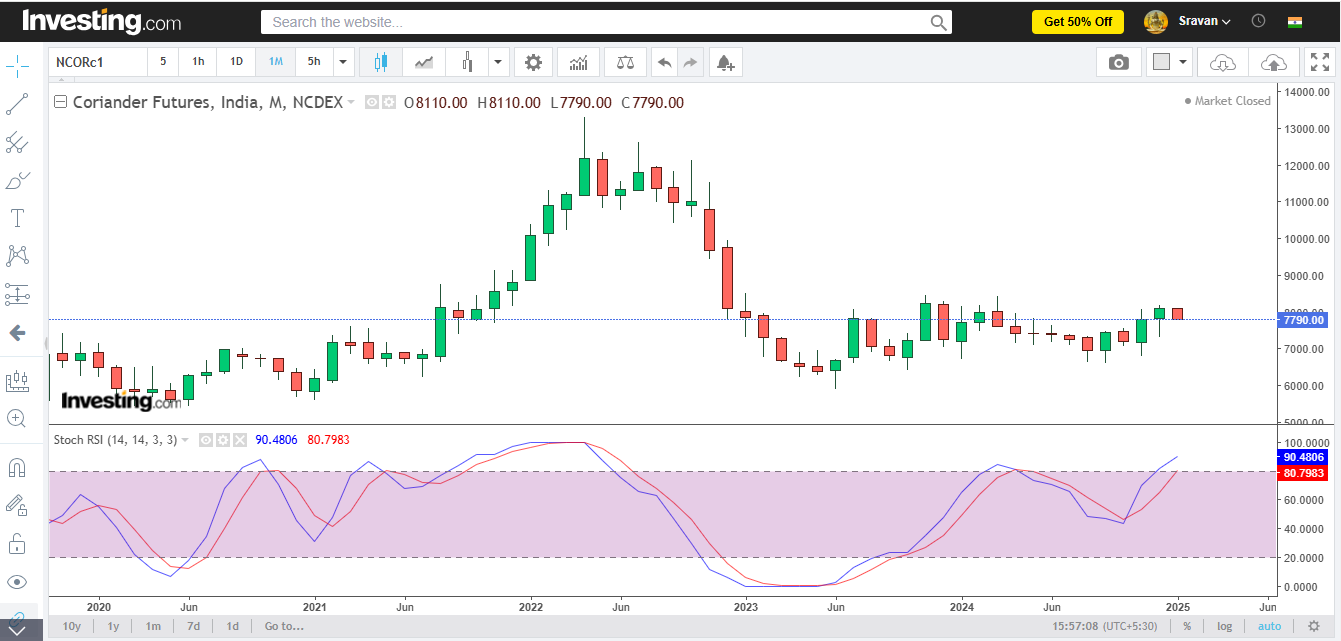 Investing.com Search the website... Get 50% Off Sravan
NCORc1 5 1h 1D 1M 5h
Coriander Futures, India, M, NCDEX O8110.00 H8110.00 L7790.00 C7790.00
Market Closed
14000.00
13000.00
12000.00
11000.00
10000.00
9000.00
8000.00
7790.00
7000.00
6000.00
5000.00
Investing.com
Stoch RSI (14, 14, 3, 3) 90.4806 80.7983
100.0000
90.4806
80.7983
60.0000
40.0000
20.0000
0.0000
2020 Jun 2021 Jun 2022 Jun 2023 Jun 2024 Jun 2025 Jun
10y 1y 1m 7d 1d Go to... 15:57:08 (UTC+5:30) % log auto